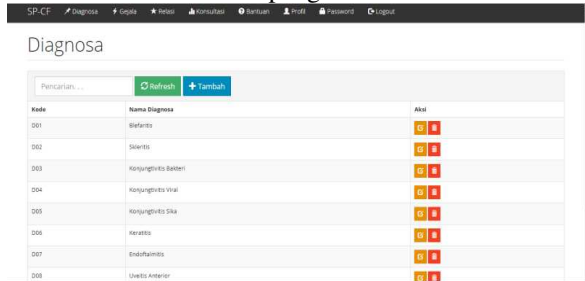 SP-CF Diagnosa Gejala Relasi Konsultasi Bantuan Profil Password Logout
Diagnosa
Pencarian. . . Refresh Tambah
Kode Nama Diagnosa Aksi
D01 Blefaritis
D02 Skleritis
D03 Konjungtivitis Bakteri
D04 Konjungtivitis Viral
D05 Konjungtivitis Sika
D06 Keratitis
D07 Endoftalmitis
D08 Uveitis Anterior